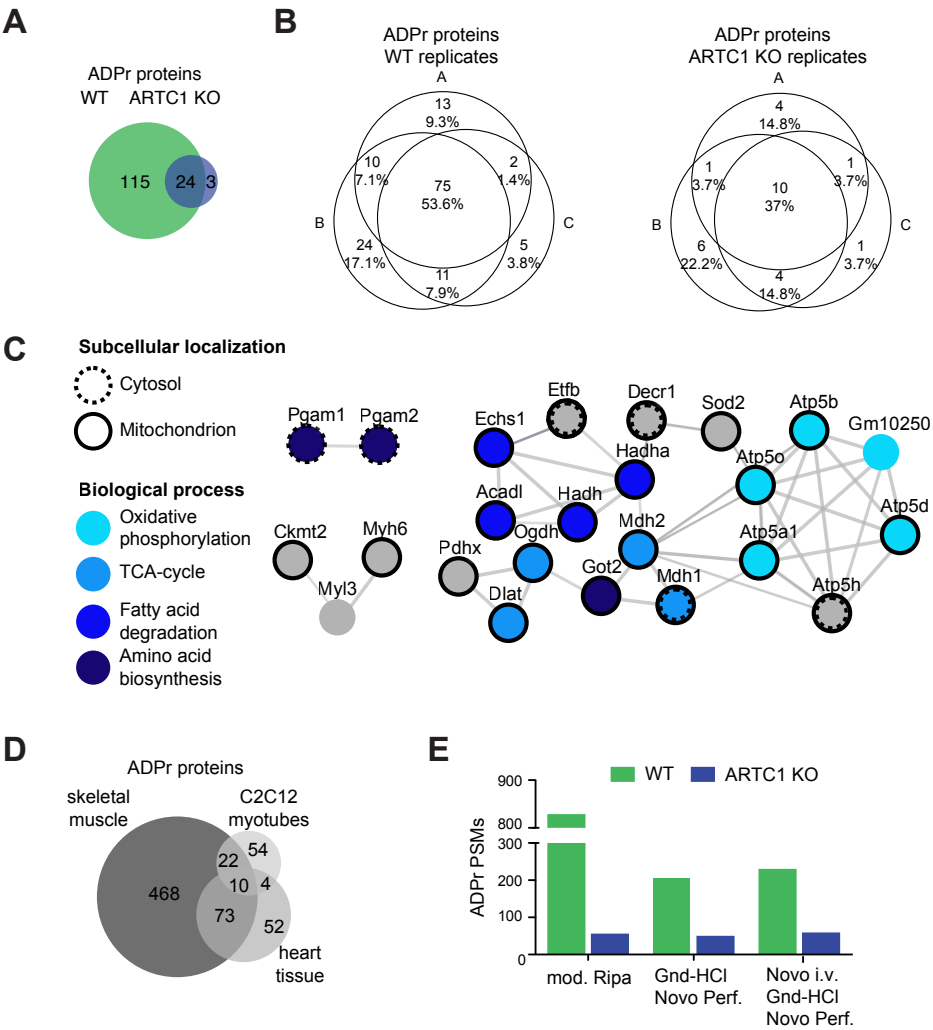 A
ADPr proteins
WT ARTC1 KO
115
24
3
B
ADPr proteins
WT replicates
A
13
9.3%
10
7.1%
2
1.4%
75
53.6%
B
C
24
17.1%
5
3.8%
11
7.9%
ADPr proteins
ARTC1 KO replicates
A
4
14.8%
1
3.7%
1
3.7%
10
37%
B
C
6
22.2%
1
3.7%
4
14.8%
C
Subcellular localization
Cytosol
Mitochondrion
Biological process
Oxidative
phosphorylation
TCA-cycle
Fatty acid
degradation
Amino acid
biosynthesis
Pgam1
Pgam2
Ckmt2
Myh6
Myl3
Etfb
Echs1
Decr1
Sod2
Atp5b
Gm10250
Hadha
Atp5o
Acadl
Hadh
Atp5d
Ogdh
Mdh2
Atp5a1
Pdhx
Got2
Mdh1
Atp5h
Dlat
D
ADPr proteins
skeletal
muscle
C2C12
myotubes
22
54
468
10
4
73
52
heart
tissue
E
WT
ARTC1 KO
ADPr PSMs
900
800
300
200
100
0
mod. Ripa
Gnd-HCl
Novo Perf.
Novo i.v.
Gnd-HCl
Novo Perf.